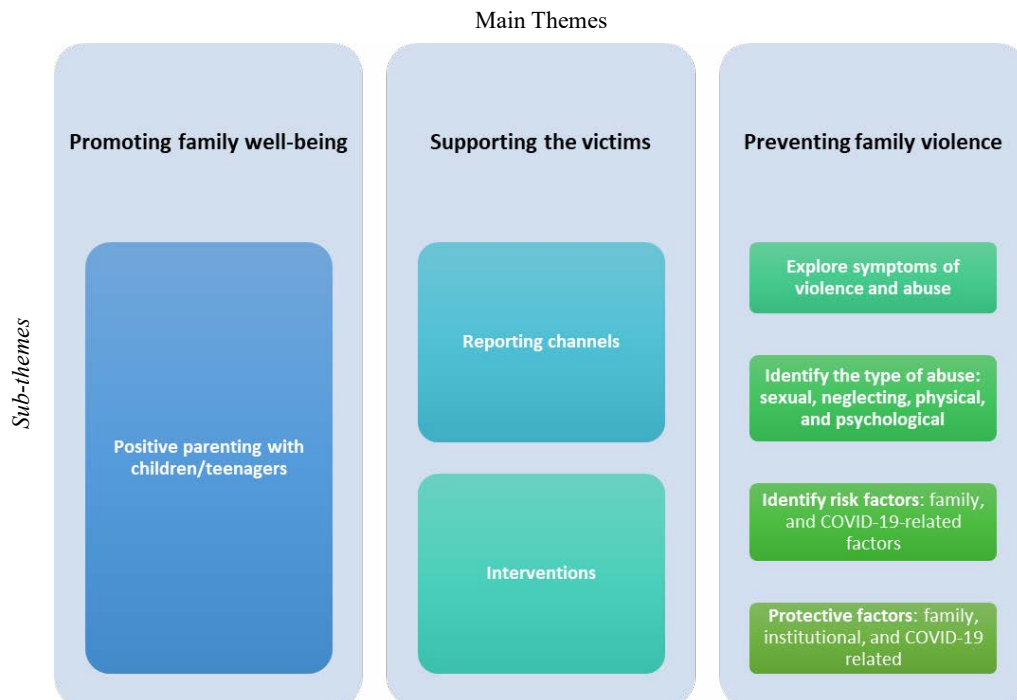 Main Themes
Promoting family well-being
Supporting the victims
Preventing family violence
Sub-themes
Positive parenting with
children/teenagers
Reporting channels
Interventions
Explore symptoms of
violence and abuse
Identify the type of abuse:
sexual, neglecting, physical,
and psychological
Identify risk factors: family,
and COVID-19-related
factors
Protective factors: family,
institutional, and COVID-19
related